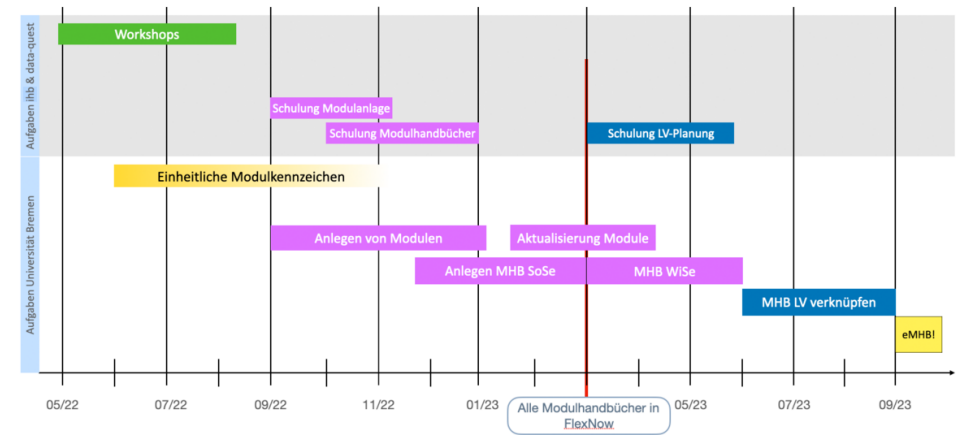 Aufgaben ihb & data-quest
Workshops
Schulung Modulanlage
Schulung Modulhandbücher
Schulung LV-Planung
Aufgaben Universität Bremen
Einheitliche Modulkennzeichen
Anlegen von Modulen
Aktualisierung Module
Anlegen MHB SoSe
MHB WiSe
MHB LV verknüpfen
eMHB!
05/22
07/22
09/22
11/22
01/23
05/23
07/23
09/23
Alle Modulhandbücher in
FlexNow